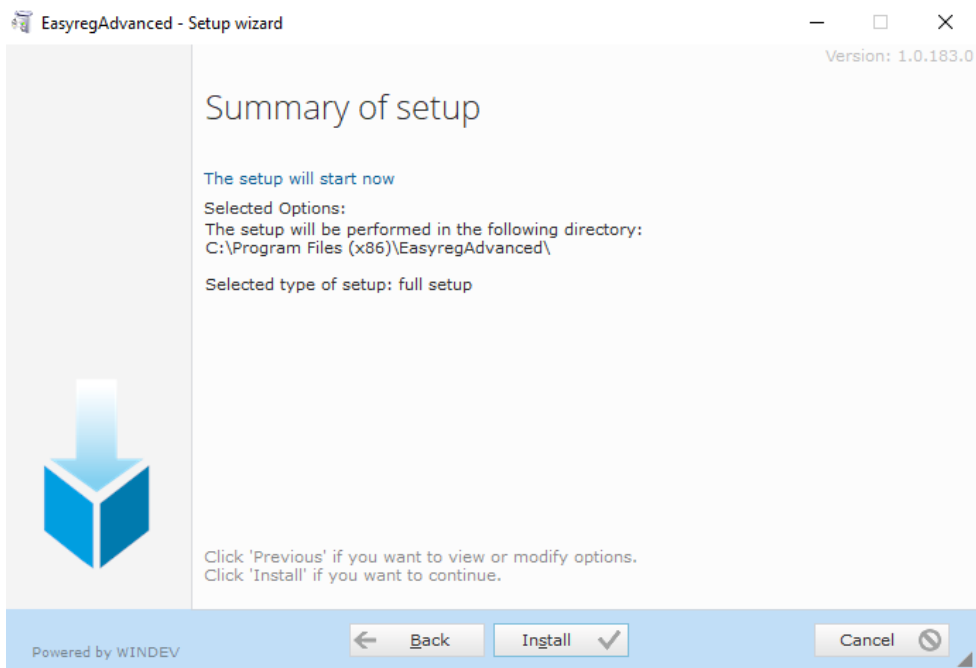 EasyregAdvanced - Setup wizard
Version: 1.0.183.0
Summary of setup
The setup will start now
Selected Options:
The setup will be performed in the following directory:
C:\Program Files (x86)\EasyregAdvanced\
Selected type of setup: full setup
Click 'Previous' if you want to view or modify options.
Click 'Install' if you want to continue.
Powered by WINDEV
Back
Install
Cancel